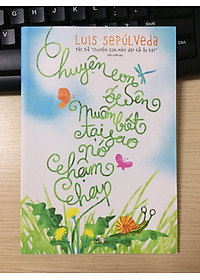 LUIS SEPÚLVEDA
Tác giả "Chuyện con mèo dạy hải âu bay"
Chuyện con
ốc sên
Muốn biết
tại sao
nó
chậm
chạp